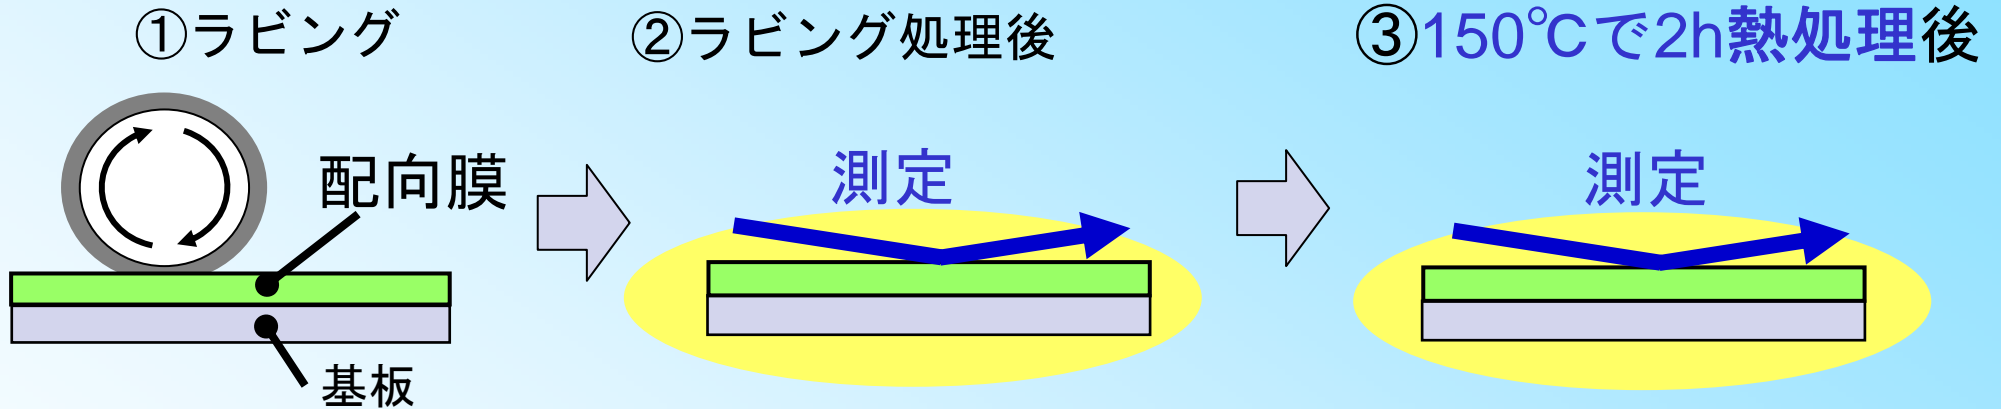 ①ラビング
②ラビング処理後
③150℃で2h熱処理後
配向膜
基板
測定
測定